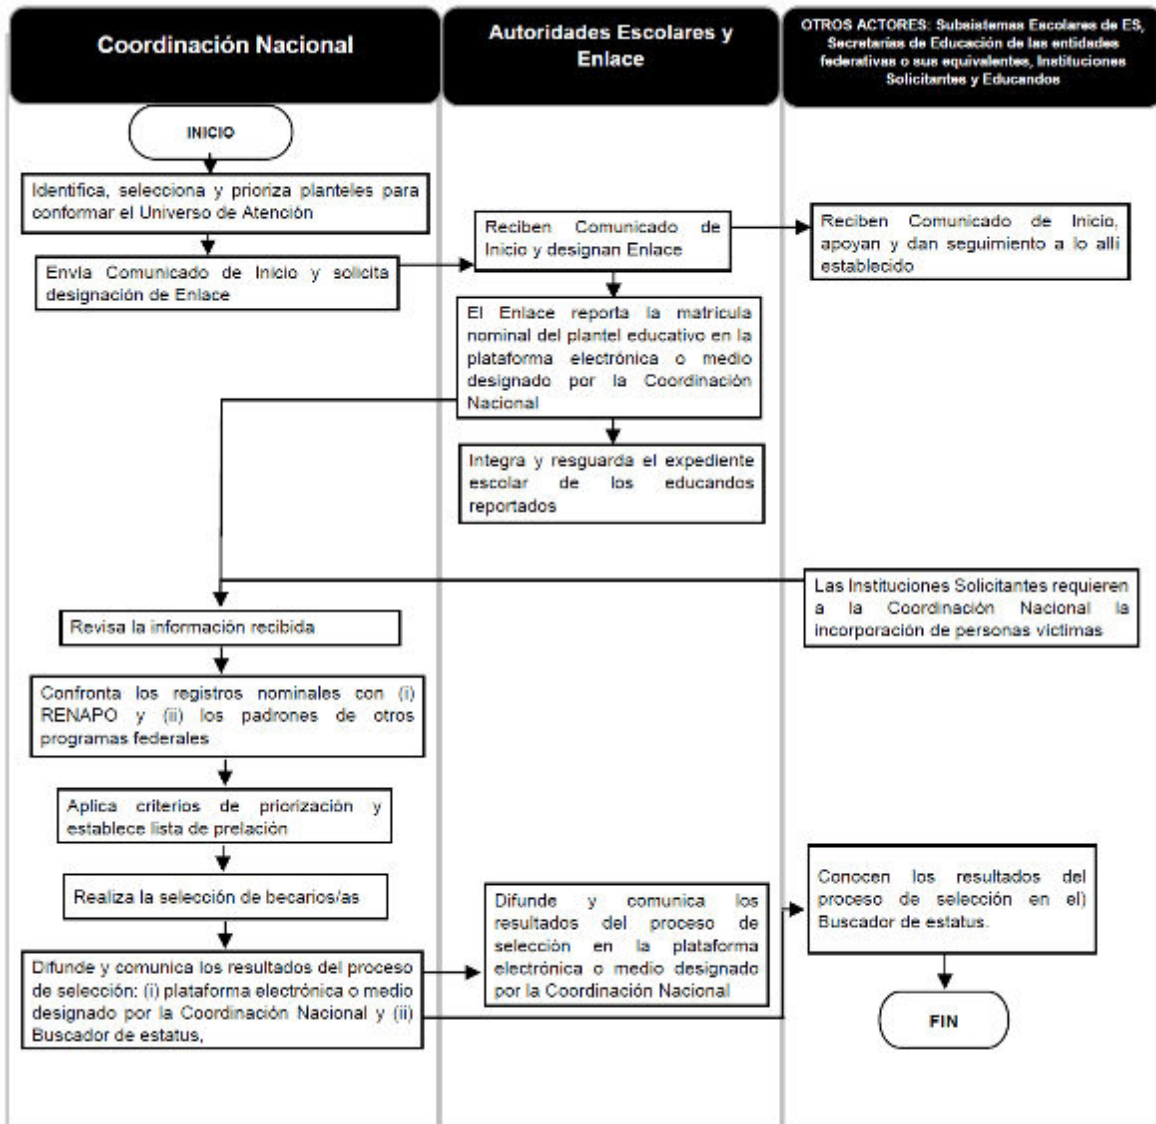 Coordinación Nacional
Autoridades Escolares y
Enlace
OTROS ACTORES: Subsistemas Escolares de ES,
Secretarías de Educación de las entidades
federativas o sus equivalentes, Instituciones
Solicitantes y Educandos
INICIO
Identifica, selecciona y prioriza planteles para
conformar el Universo de Atención
Envía Comunicado de Inicio y solicita
designación de Enlace
Reciben Comunicado de
Inicio y designan Enlace
Reciben Comunicado de Inicio,
apoyan y dan seguimiento a lo allí
establecido
El Enlace reporta la matrícula
nominal del plantel educativo en la
plataforma electrónica o medio
designado por la Coordinación
Nacional
Integra y resguarda el expediente
escolar de los educandos
reportados
Las Instituciones Solicitantes requieren
a la Coordinación Nacional la
incorporación de personas víctimas
Revisa la información recibida
Confronta los registros nominales con (i)
RENAPO y (ii) los padrones de otros
programas federales
Aplica criterios de priorización y
establece lista de prelación
Realiza la selección de becarios/as
Difunde y comunica los resultados del proceso
de selección: (i) plataforma electrónica o medio
designado por la Coordinación Nacional y (ii)
Buscador de estatus,
Difunde y comunica los
resultados del proceso de
selección en la plataforma
electrónica o medio designado
por la Coordinación Nacional
Conocen los resultados del
proceso de selección en el)
Buscador de estatus.
FIN